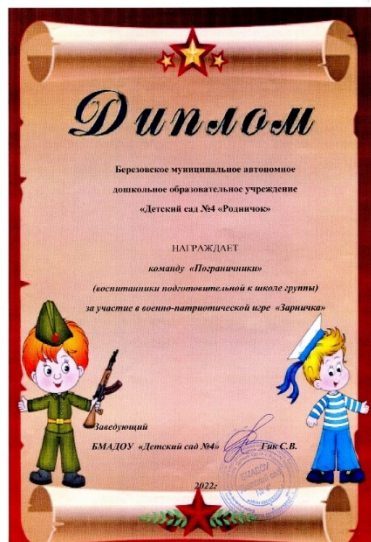 Диплом
Березовское муниципальное автономное
дошкольное образовательное учреждение
«Детский сад №4 «Родничок»
НАГРАЖДАЕТ
команду «Пограничники»
(воспитанники подготовительной к школе группы)
за участие в военно-патриотической игре «Зарничка»
Заведующий
БМАДОУ «Детский сад №4» Гик С.В.
2022г